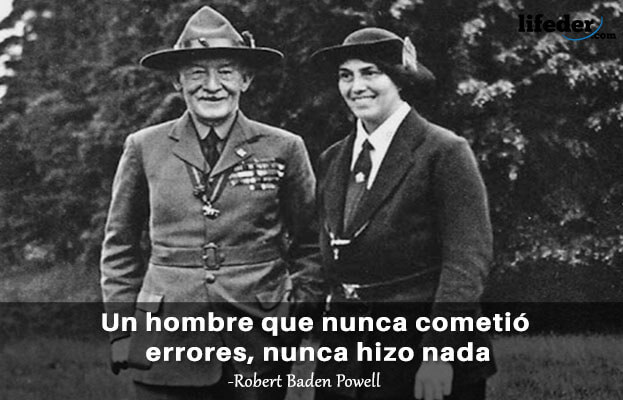 lifeder
.com
Un hombre que nunca cometió
errores, nunca hizo nada
-Robert Baden Powell